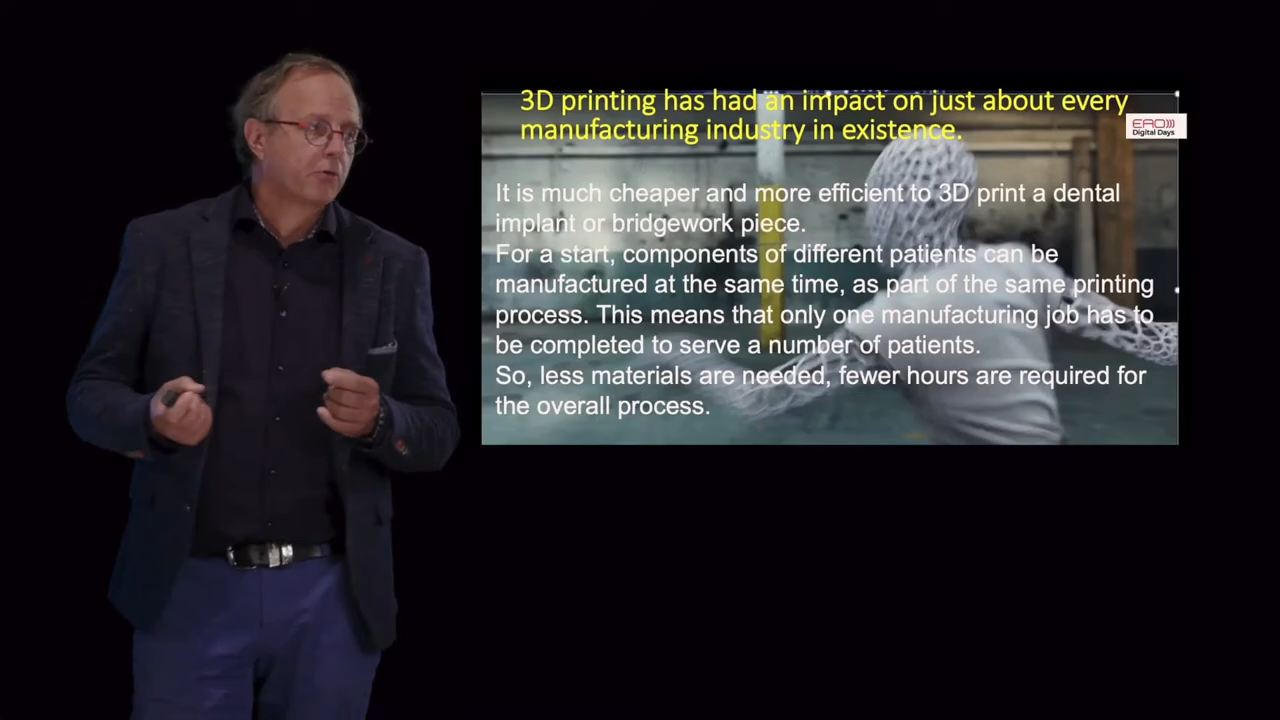 3D printing has had an impact on just about every
manufacturing industry in existence.
EAO)))
Digital Days
It is much cheaper and more efficient to 3D print a dental
implant or bridgework piece.
For a start, components of different patients can be
manufactured at the same time, as part of the same printing
process. This means that only one manufacturing job has to
be completed to serve a number of patients.
So, less materials are needed, fewer hours are required for
the overall process.